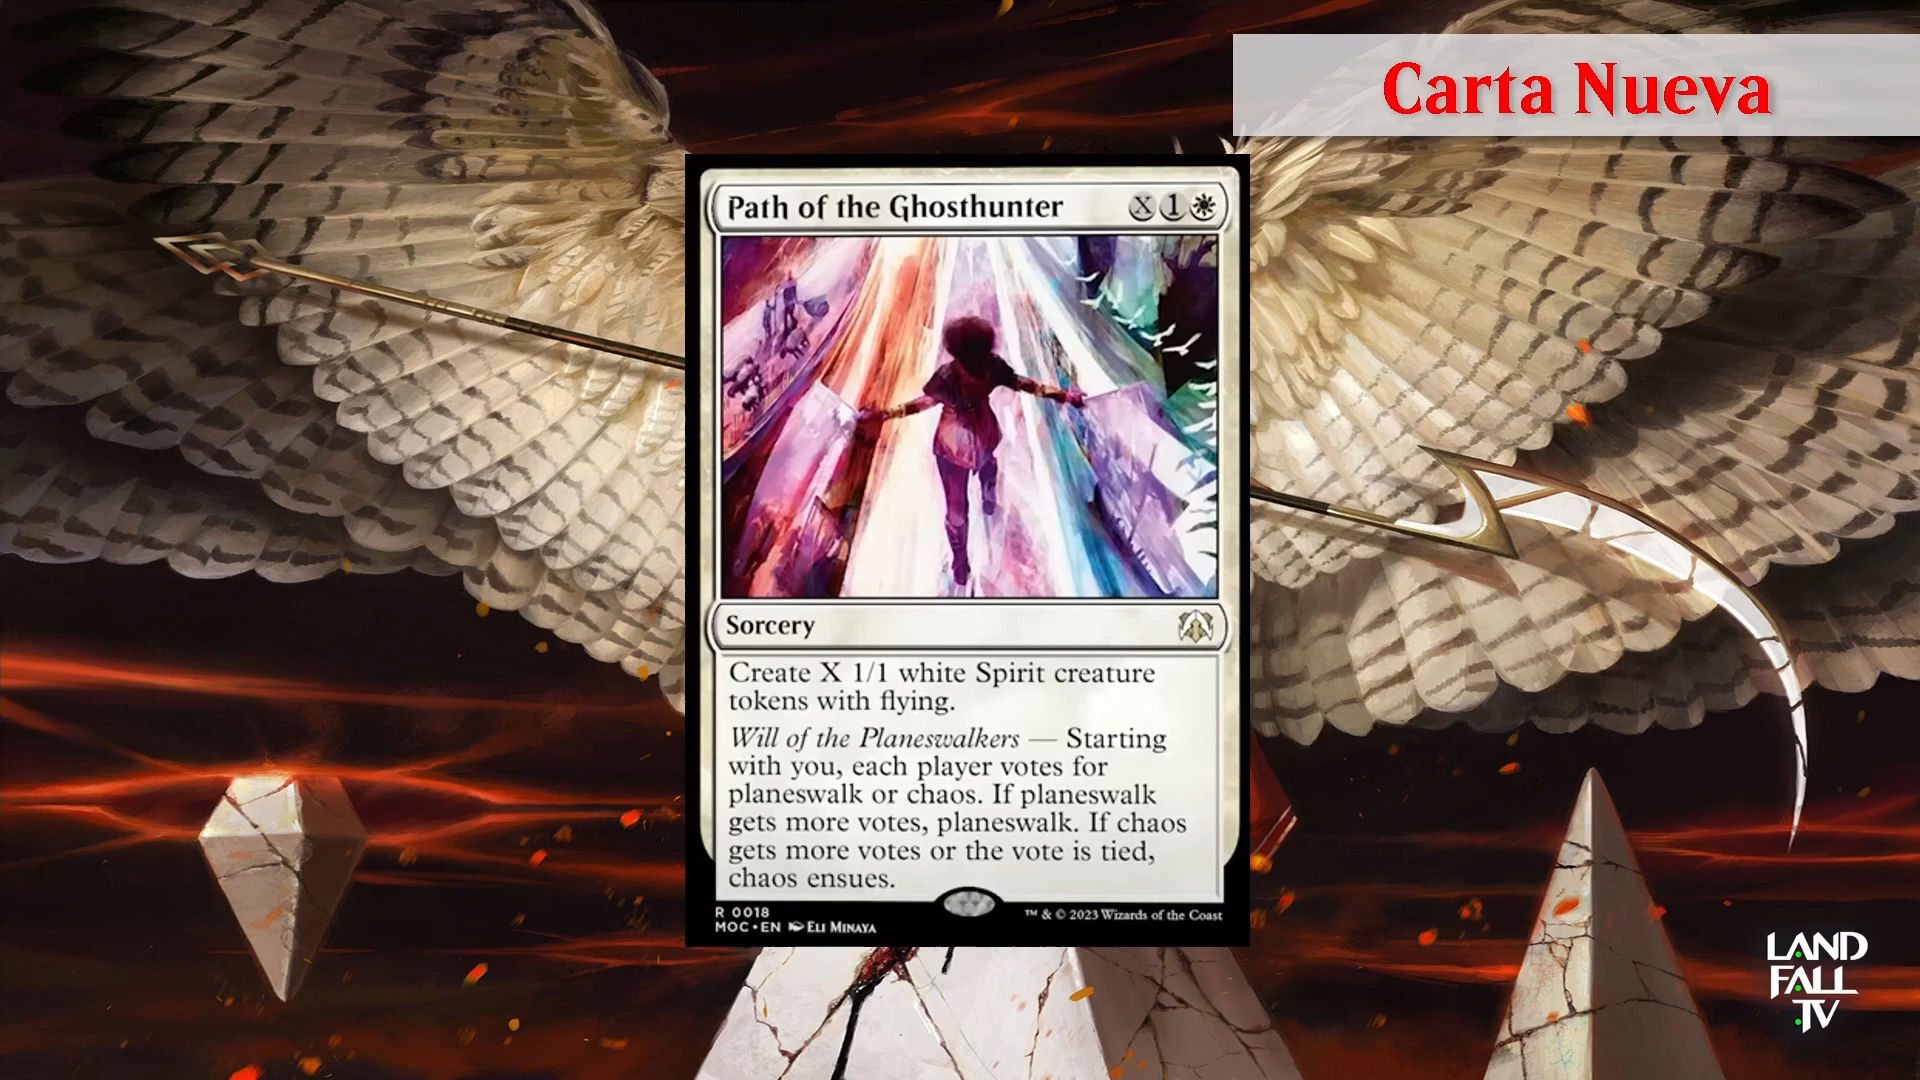 Carta Nueva
Path of the Ghosthunter X 1
Sorcery
Create X 1/1 white Spirit creature
tokens with flying.
Will of the Planeswalkers — Starting
with you, each player votes for
planeswalk or chaos. If planeswalk
gets more votes, planeswalk. If chaos
gets more votes or the vote is tied,
chaos ensues.
R 0018
MOC • EN Eli Minaya
™ & © 2023 Wizards of the Coast
LAND
FALL
.TV